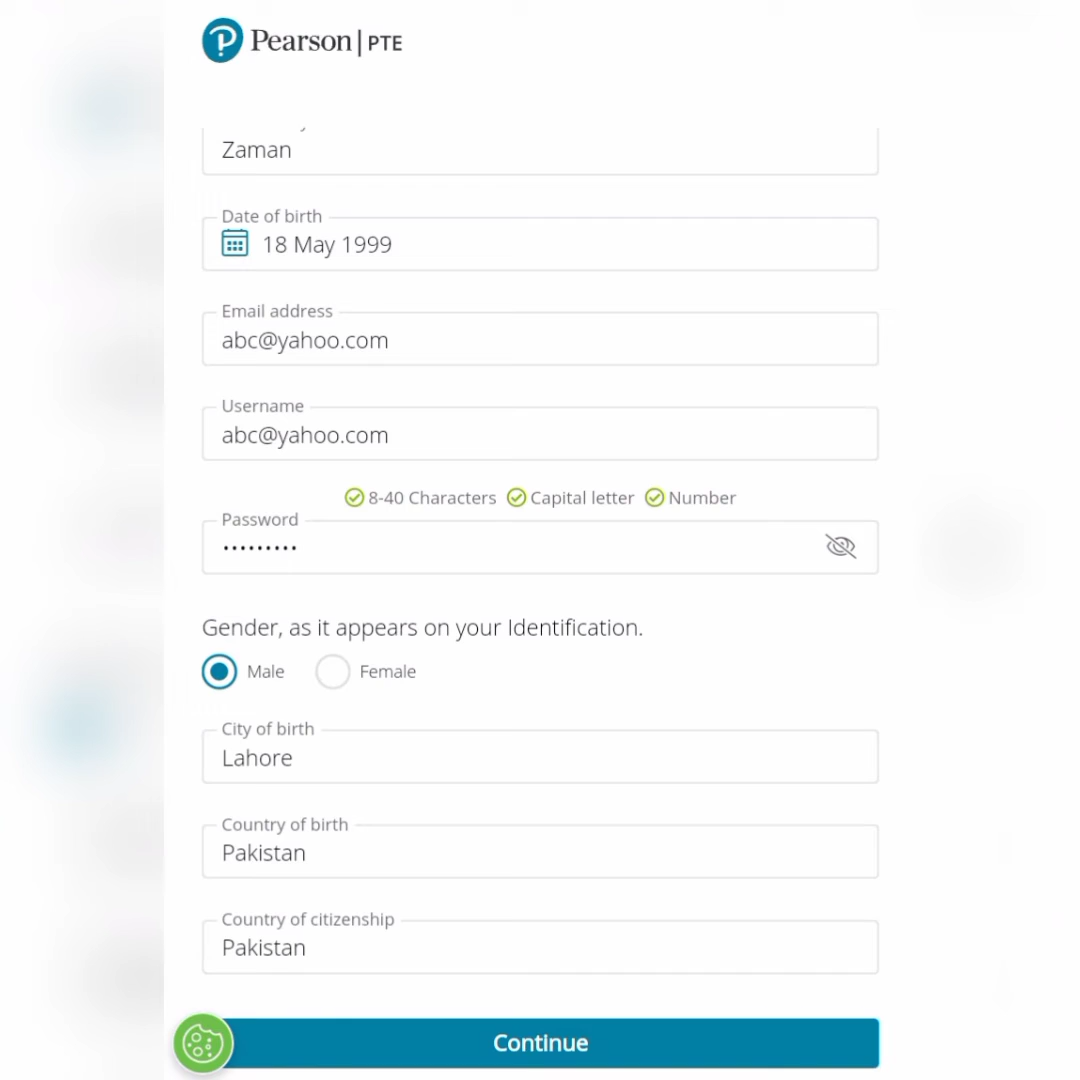 Pearson | PTE
Zaman
Date of birth
18 May 1999
Email address
abc@yahoo.com
Username
abc@yahoo.com
8-40 Characters Capital letter Number
Password
•••••••••
Gender, as it appears on your Identification.
Male Female
City of birth
Lahore
Country of birth
Pakistan
Country of citizenship
Pakistan
Continue